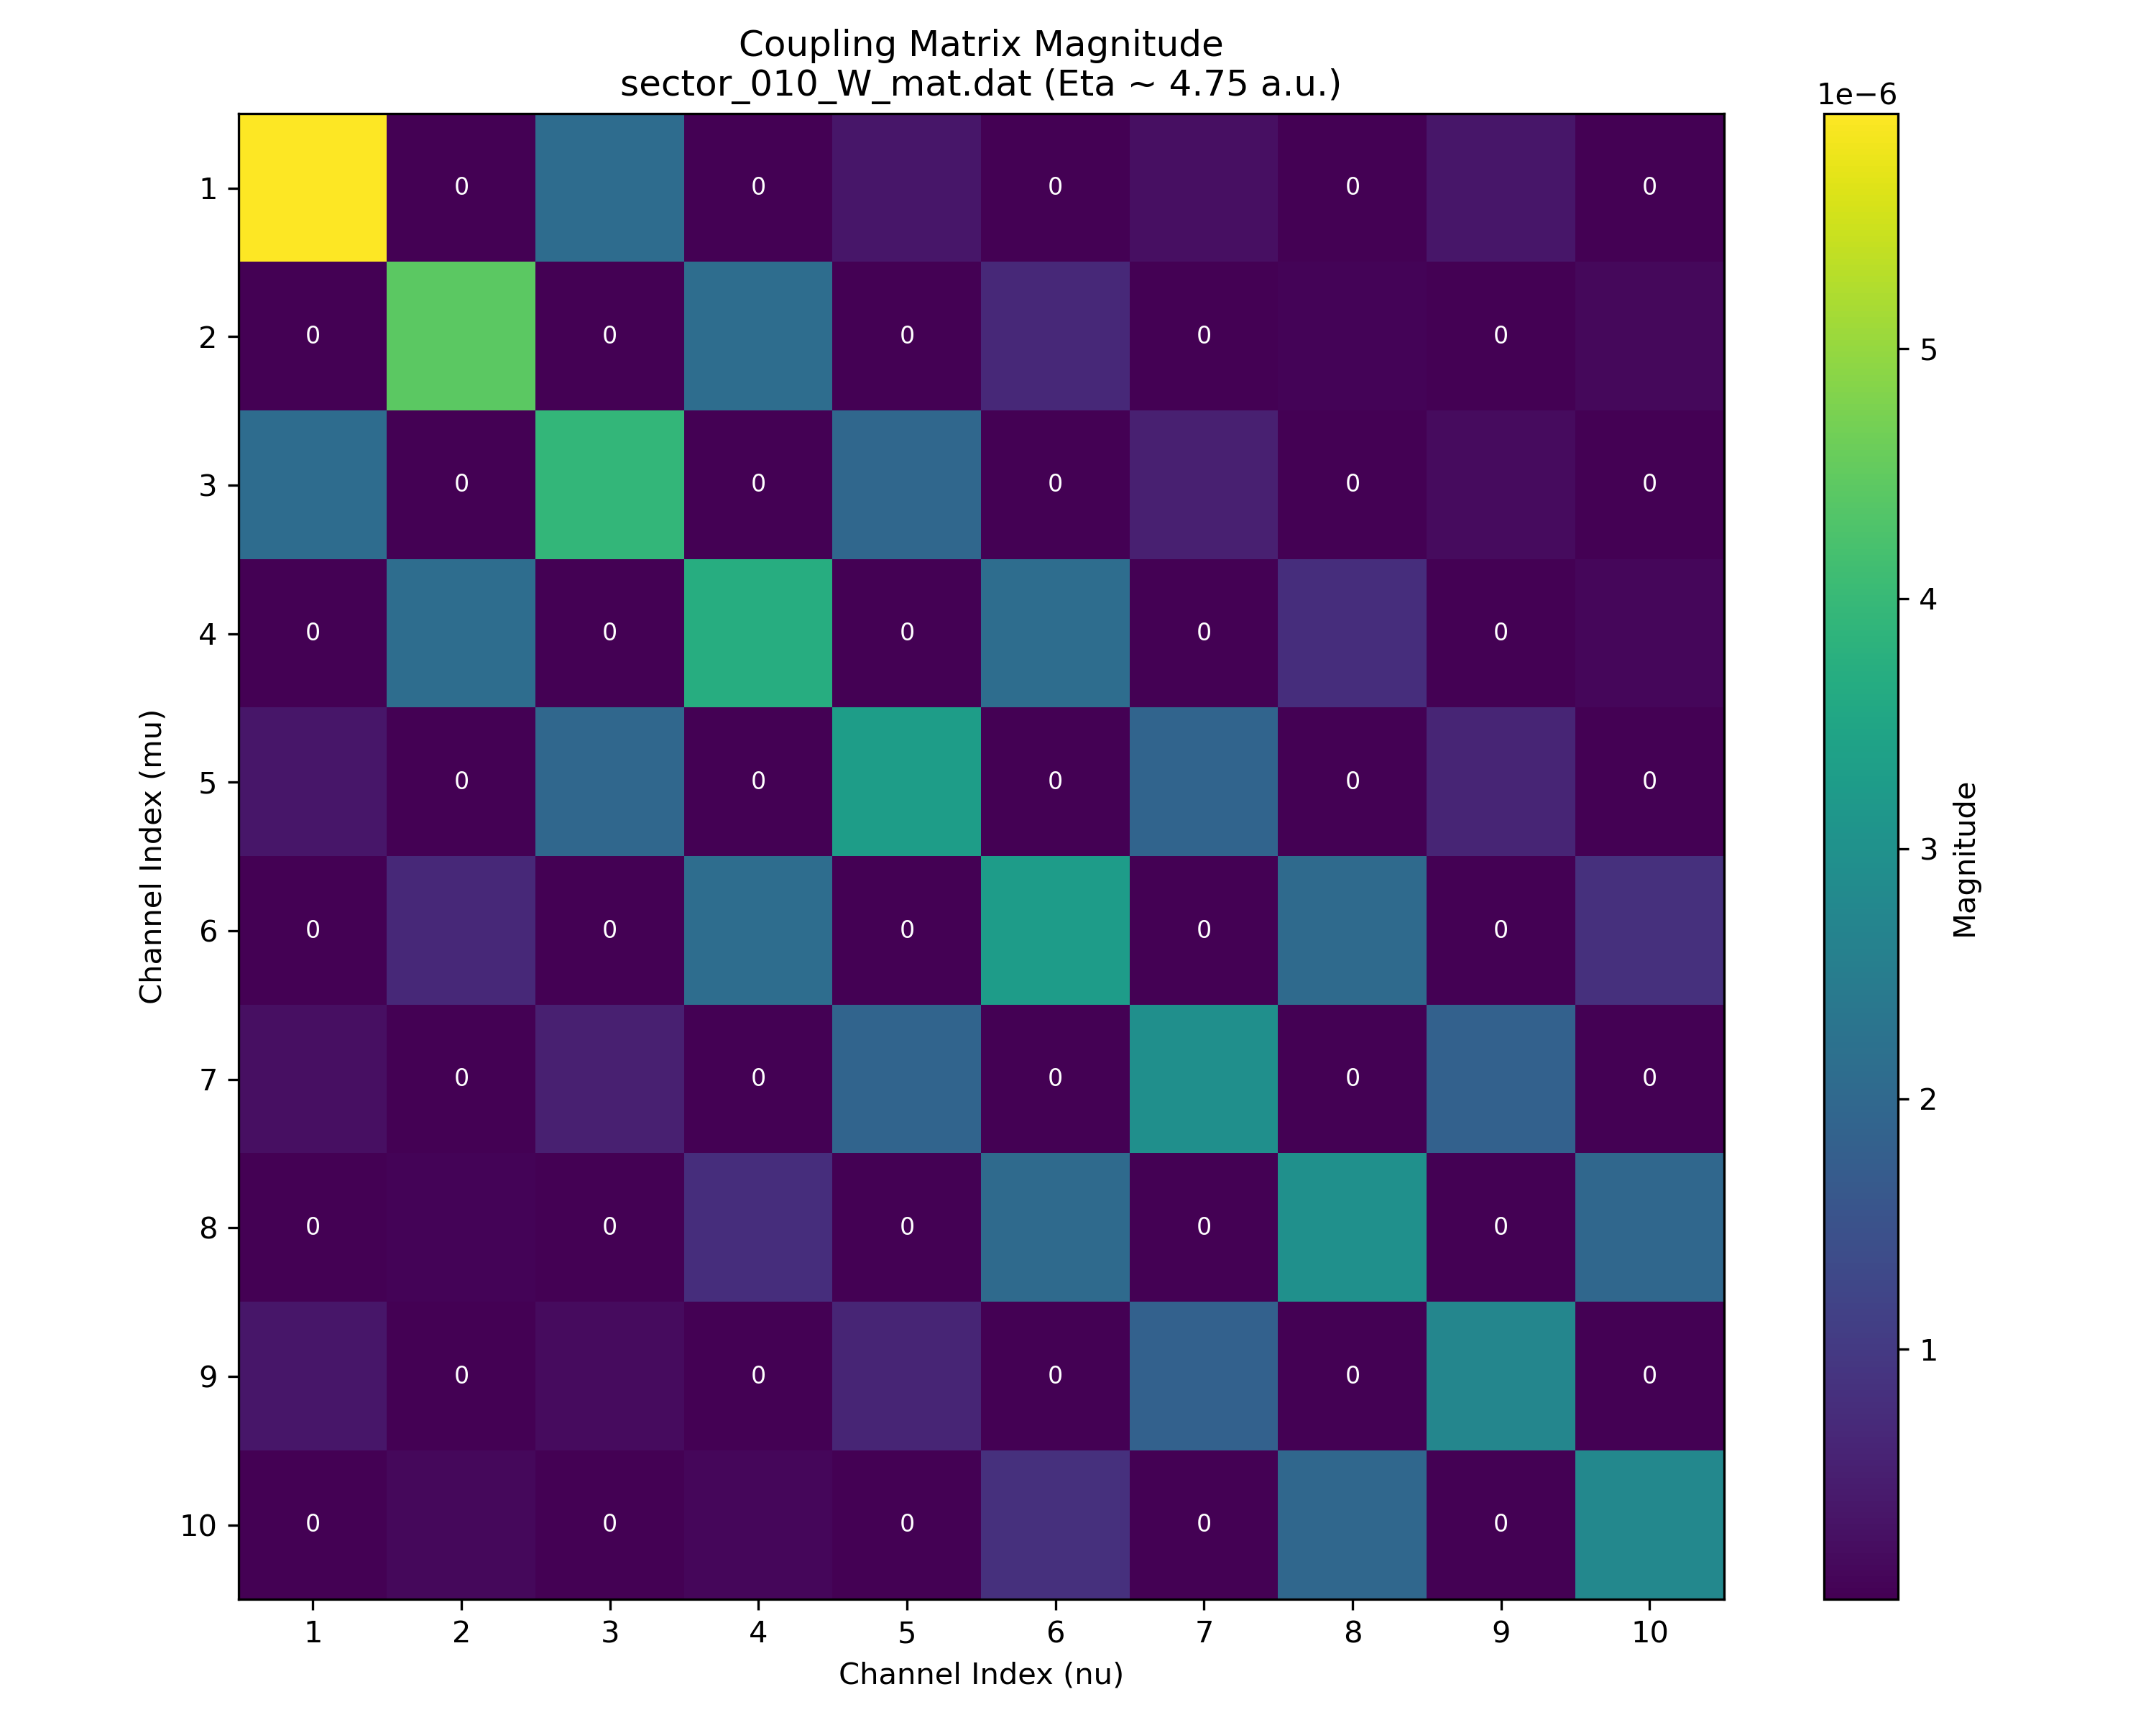 Coupling Matrix Magnitude
sector_010_W_mat.dat (Eta ~ 4.75 a.u.)
1e−6
1 0 0 0 0 0
2 0 0 0 0 0
3 0 0 0 0 0
4 0 0 0 0 0
5 0 0 0 0 0
6 0 0 0 0 0
7 0 0 0 0 0
8 0 0 0 0 0
9 0 0 0 0 0
10 0 0 0 0 0
1 2 3 4 5 6 7 8 9 10
Channel Index (nu)
Channel Index (mu)
5
4
3
2
1
Magnitude